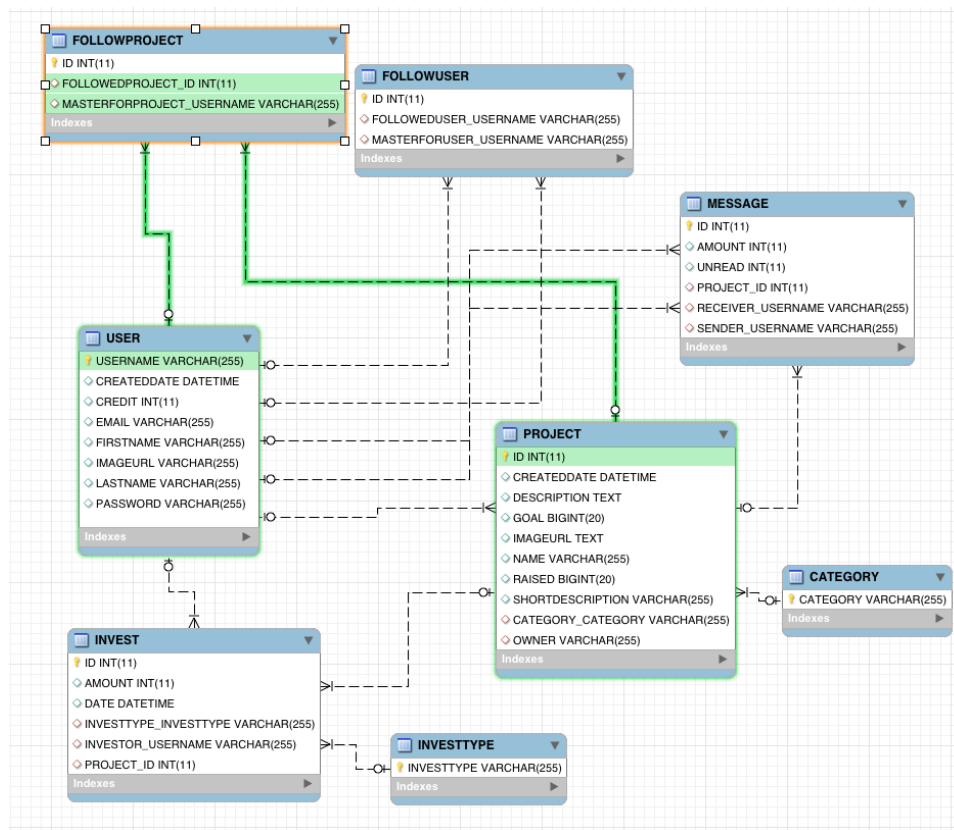 FOLLOWPROJECT
ID INT(11)
FOLLOWEDPROJECT_ID INT(11)
MASTERFORPROJECT_USERNAME VARCHAR(255)
Indexes
FOLLOWUSER
ID INT(11)
FOLLOWEDUSER_USERNAME VARCHAR(255)
MASTERFORUSER_USERNAME VARCHAR(255)
Indexes
MESSAGE
ID INT(11)
AMOUNT INT(11)
UNREAD INT(11)
PROJECT_ID INT(11)
RECEIVER_USERNAME VARCHAR(255)
SENDER_USERNAME VARCHAR(255)
Indexes
USER
USERNAME VARCHAR(255)
CREATEDDATE DATETIME
CREDIT INT(11)
EMAIL VARCHAR(255)
FIRSTNAME VARCHAR(255)
IMAGEURL VARCHAR(255)
LASTNAME VARCHAR(255)
PASSWORD VARCHAR(255)
Indexes
PROJECT
ID INT(11)
CREATEDDATE DATETIME
DESCRIPTION TEXT
GOAL BIGINT(20)
IMAGEURL TEXT
NAME VARCHAR(255)
RAISED BIGINT(20)
SHORTDESCRIPTION VARCHAR(255)
CATEGORY_CATEGORY VARCHAR(255)
OWNER VARCHAR(255)
Indexes
CATEGORY
CATEGORY VARCHAR(255)
Indexes
INVEST
ID INT(11)
AMOUNT INT(11)
DATE DATETIME
INVESTTYPE_INVESTTYPE VARCHAR(255)
INVESTOR_USERNAME VARCHAR(255)
PROJECT_ID INT(11)
Indexes
INVESTTYPE
INVESTTYPE VARCHAR(255)
Indexes